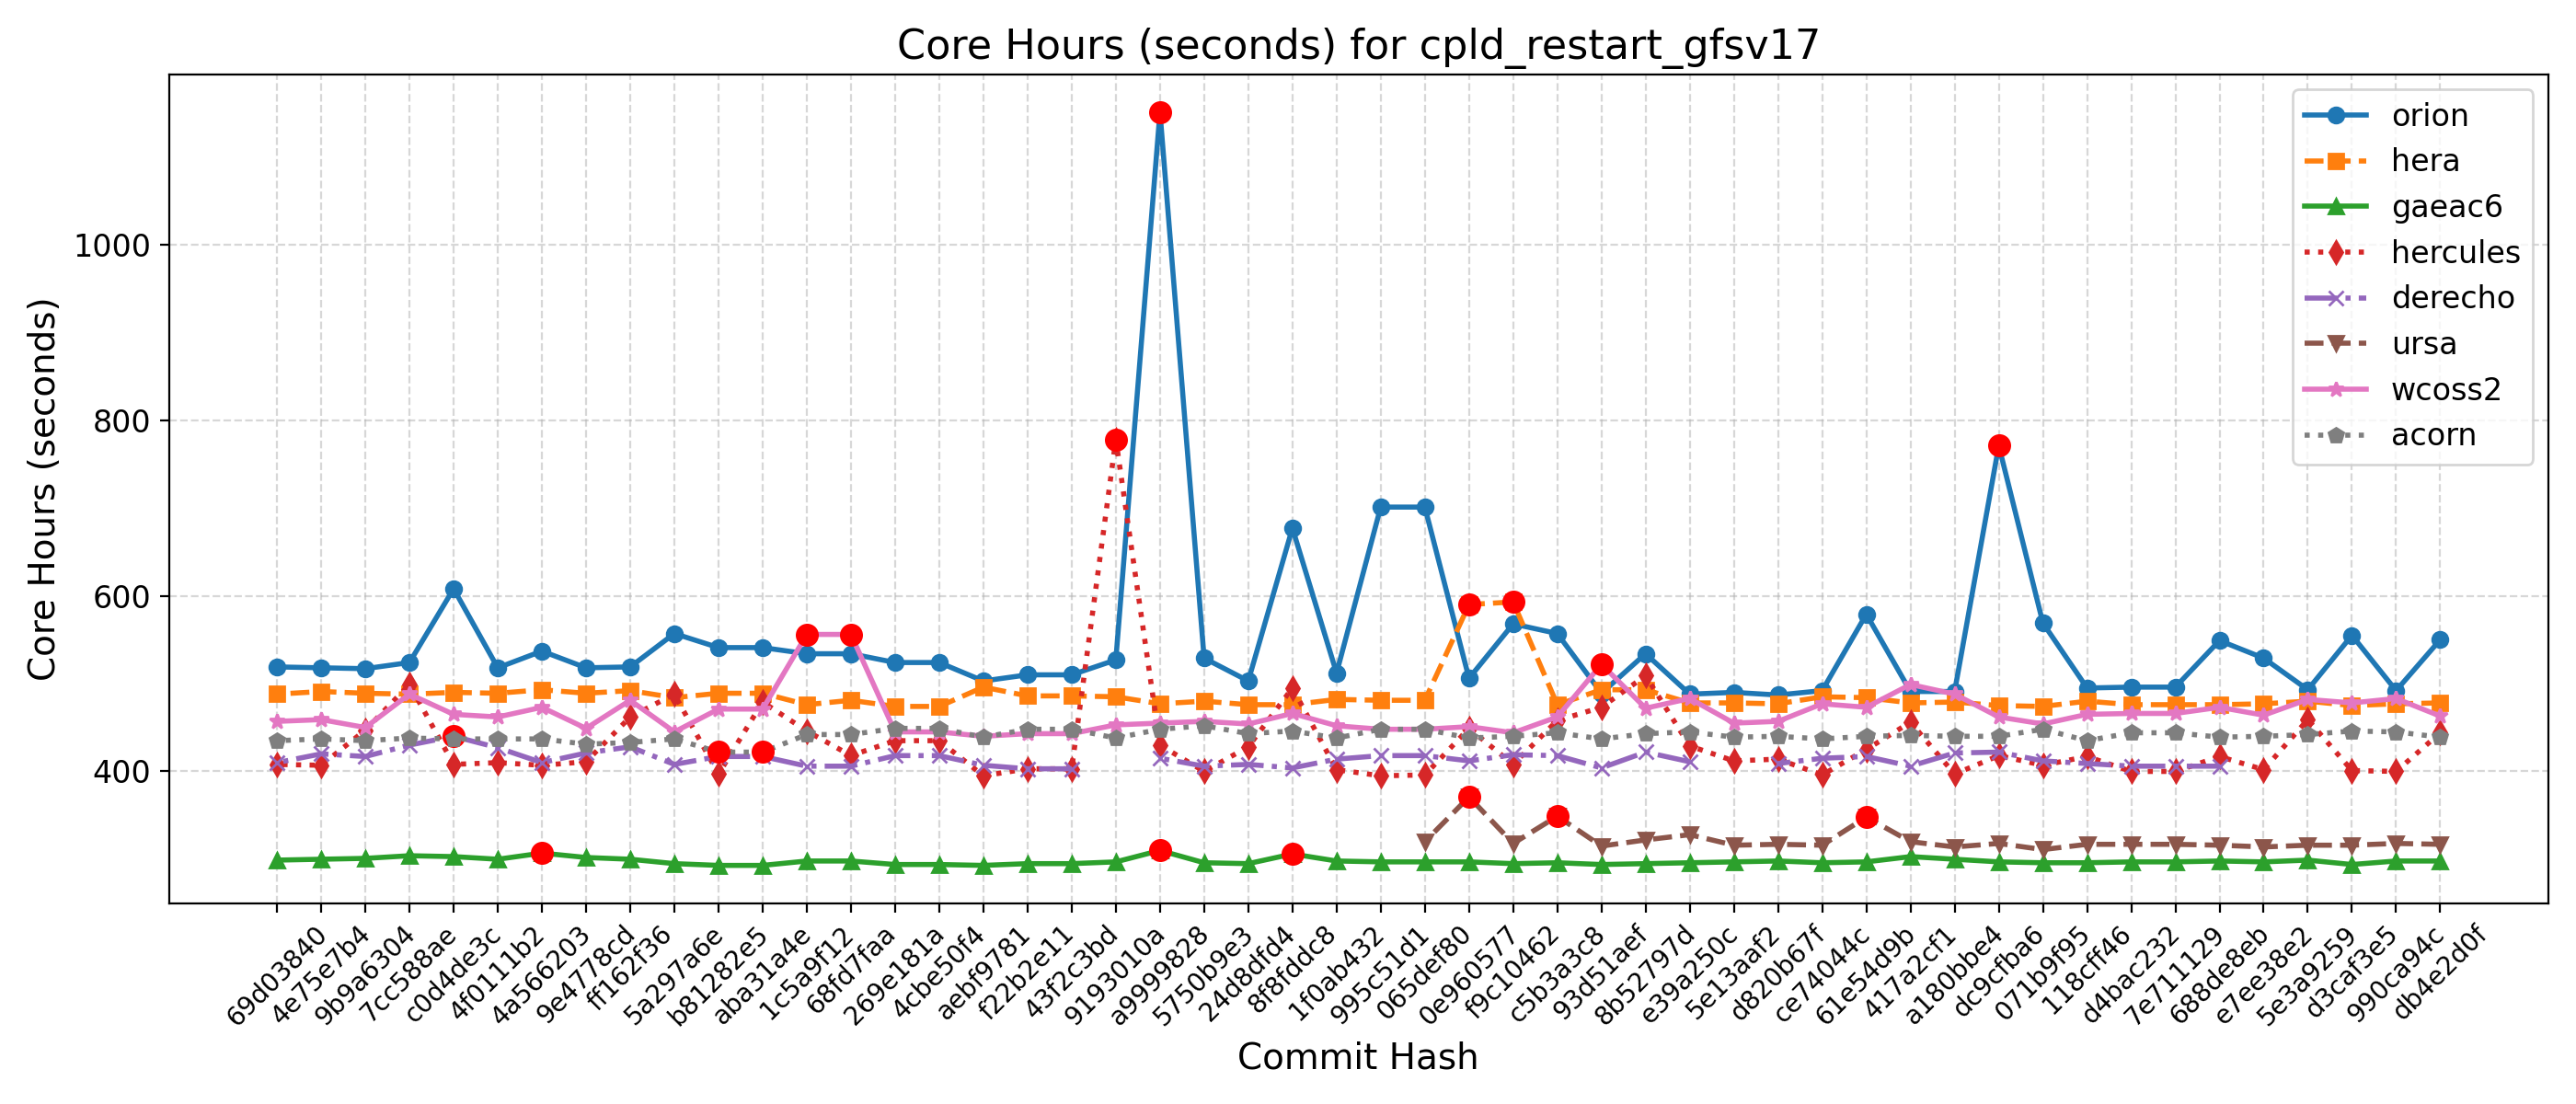 Core Hours (seconds) for cpld_restart_gfsv17
Core Hours (seconds)
1000
800
600
400
orion
hera
gaeac6
hercules
derecho
ursa
wcoss2
acorn
69d03840
4e75e7b4
9b9a6304
7cc588ae
c0d4de3c
4f0111b2
4a566203
9e4778cd
ff162f36
5a297a6e
b81282e5
aba31a4e
1c5a9f12
68fd7faa
269e181a
4cbe50f4
aebf9781
f22b2e11
43f2c3bd
9193010a
a9999828
5750b9e3
24d8dfd4
8f8fddc8
1f0ab432
995c51d1
065def80
0e960577
f9c10462
c5b3a3c8
93d51aef
8b52797d
e39a250c
5e13aaf2
d820b67f
ce74044c
61e54d9b
417a2cf1
a180bbe4
dc9cfba6
071b9f95
118cff46
d4bac232
7e711129
688de8eb
e7ee38e2
5e3a9259
d3caf3e5
990ca94c
db4e2d0f
Commit Hash